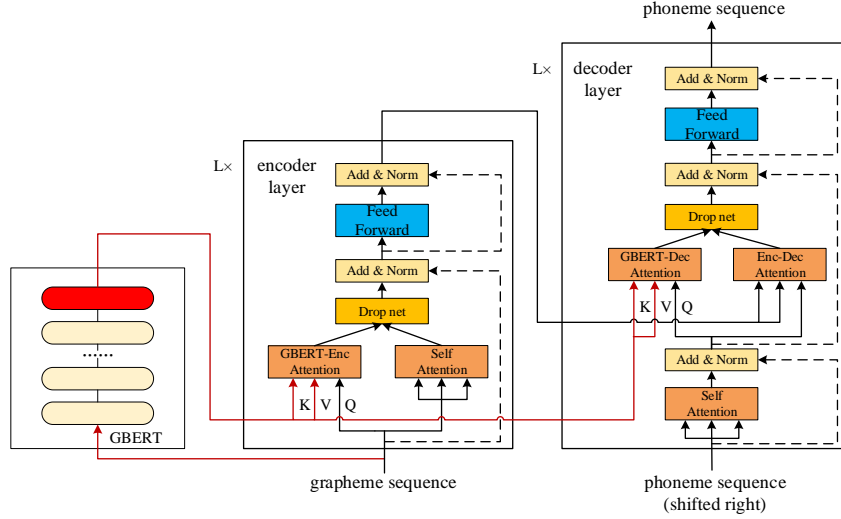 phoneme sequence
L×
decoder
layer
Add & Norm
Feed
Forward
Add & Norm
Drop net
GBERT-Dec
Attention
Enc-Dec
Attention
K
V
Q
Add & Norm
Self
Attention
phoneme sequence
(shifted right)
L×
encoder
layer
Add & Norm
Feed
Forward
Add & Norm
Drop net
GBERT-Enc
Attention
Self
Attention
K
V
Q
grapheme sequence
......
GBERT